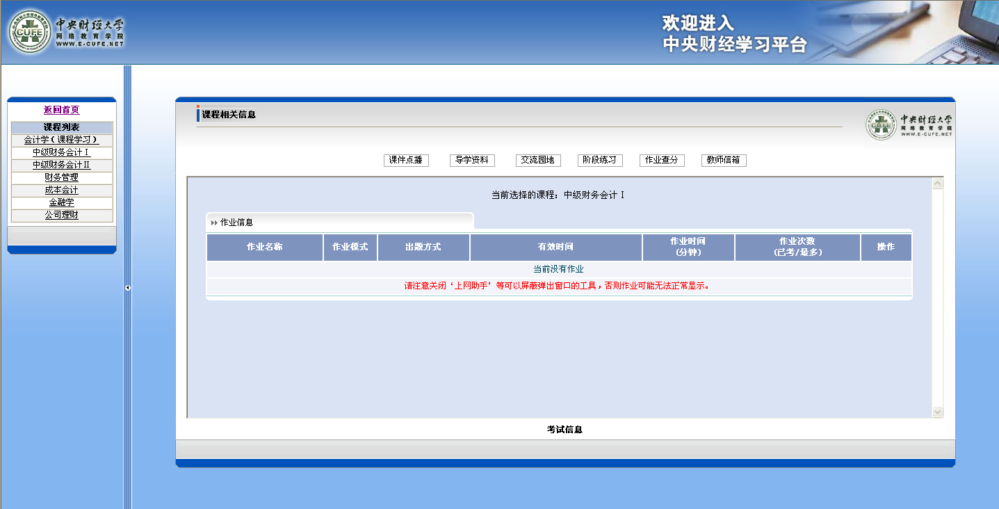 中央财经大学
网络教育学院
WWW.E-CUFE.NET
CUFE
欢迎进入
中央财经学习平台
返回首页
课程列表
会计学(课程学习)
中级财务会计Ⅰ
中级财务会计Ⅱ
财务管理
成本会计
金融学
公司理财
课程相关信息
CUFE
中央财经大学
网络教育学院
WWW.E-CUFE.NET
课件点播 导学资料 交流园地 阶段练习 作业查分 教师信箱
当前选择的课程：中级财务会计Ⅰ
作业信息
作业名称 作业模式 出题方式 有效时间 作业时间(分钟) 作业次数(已考/最多) 操作
当前没有作业
请注意关闭‘上网助手’等可以屏蔽弹出窗口的工具，否则作业可能无法正常显示。
考试信息